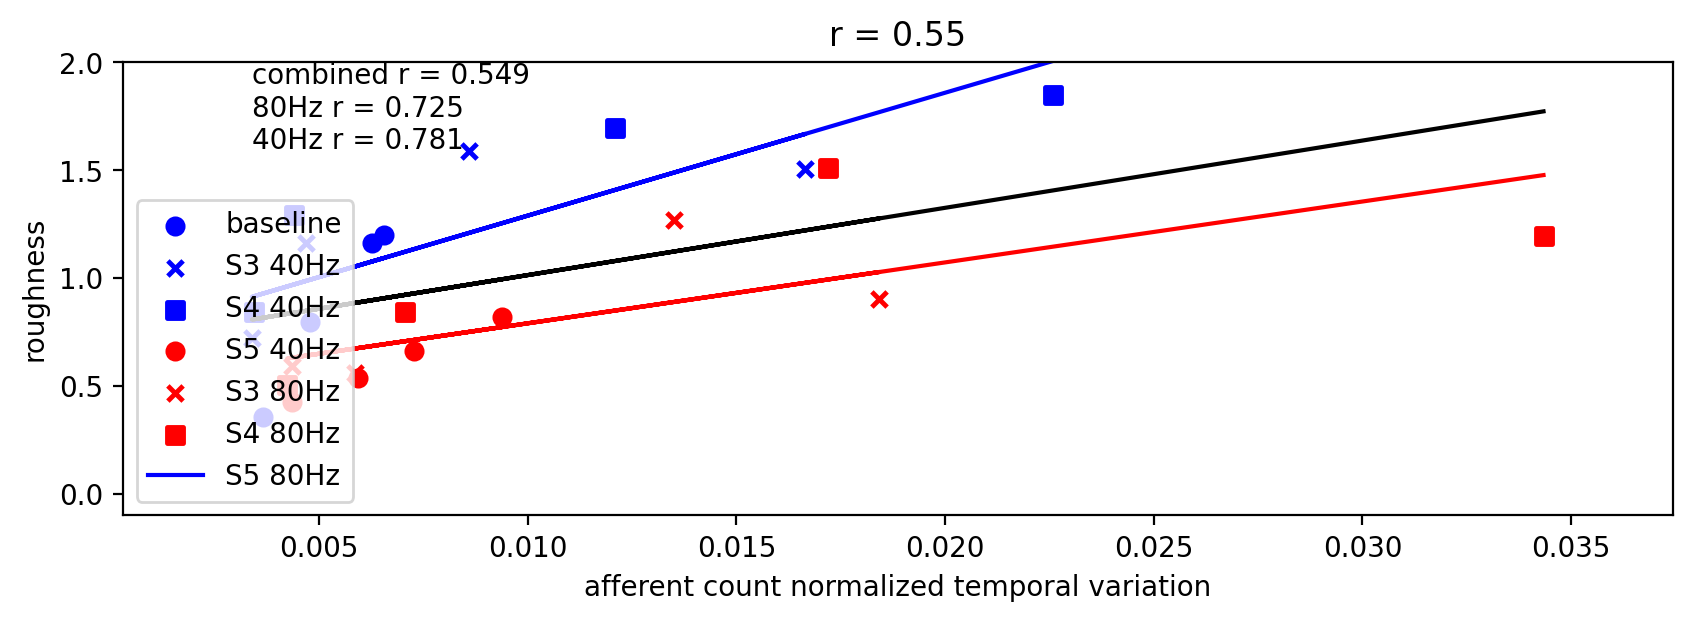 r = 0.55
combined r = 0.549
80Hz r = 0.725
40Hz r = 0.781
2.0
1.5
1.0
0.5
0.0
roughness
baseline
S3 40Hz
S4 40Hz
S5 40Hz
S3 80Hz
S4 80Hz
S5 80Hz
0.005 0.010 0.015 0.020 0.025 0.030 0.035
afferent count normalized temporal variation